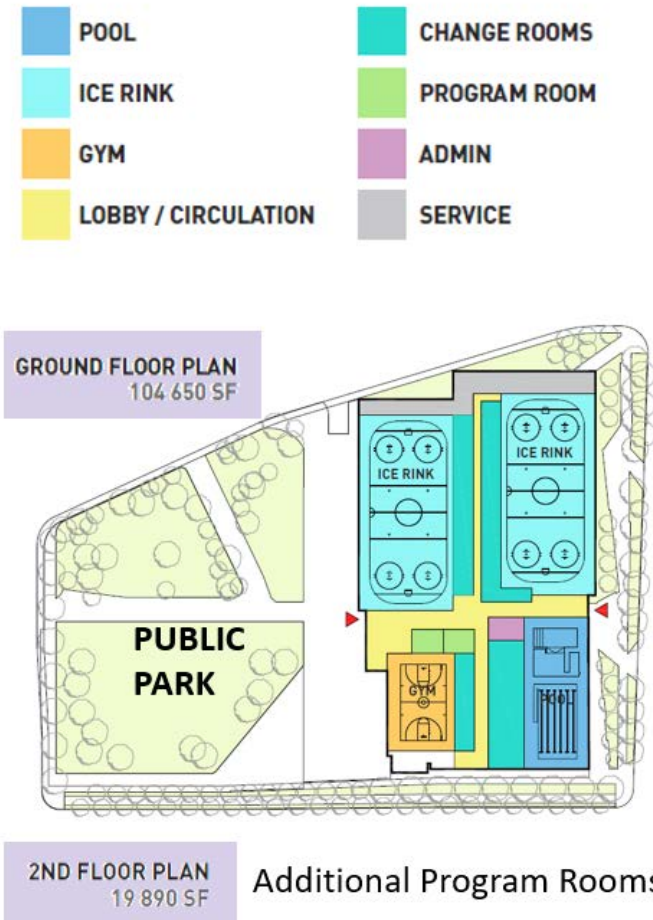 POOL
CHANGE ROOMS
ICE RINK
PROGRAM ROOM
GYM
ADMIN
LOBBY / CIRCULATION
SERVICE
GROUND FLOOR PLAN
104 650 SF
ICE RINK
ICE RINK
PUBLIC
PARK
GYM
POOL
2ND FLOOR PLAN
19 890 SF
Additional Program Rooms